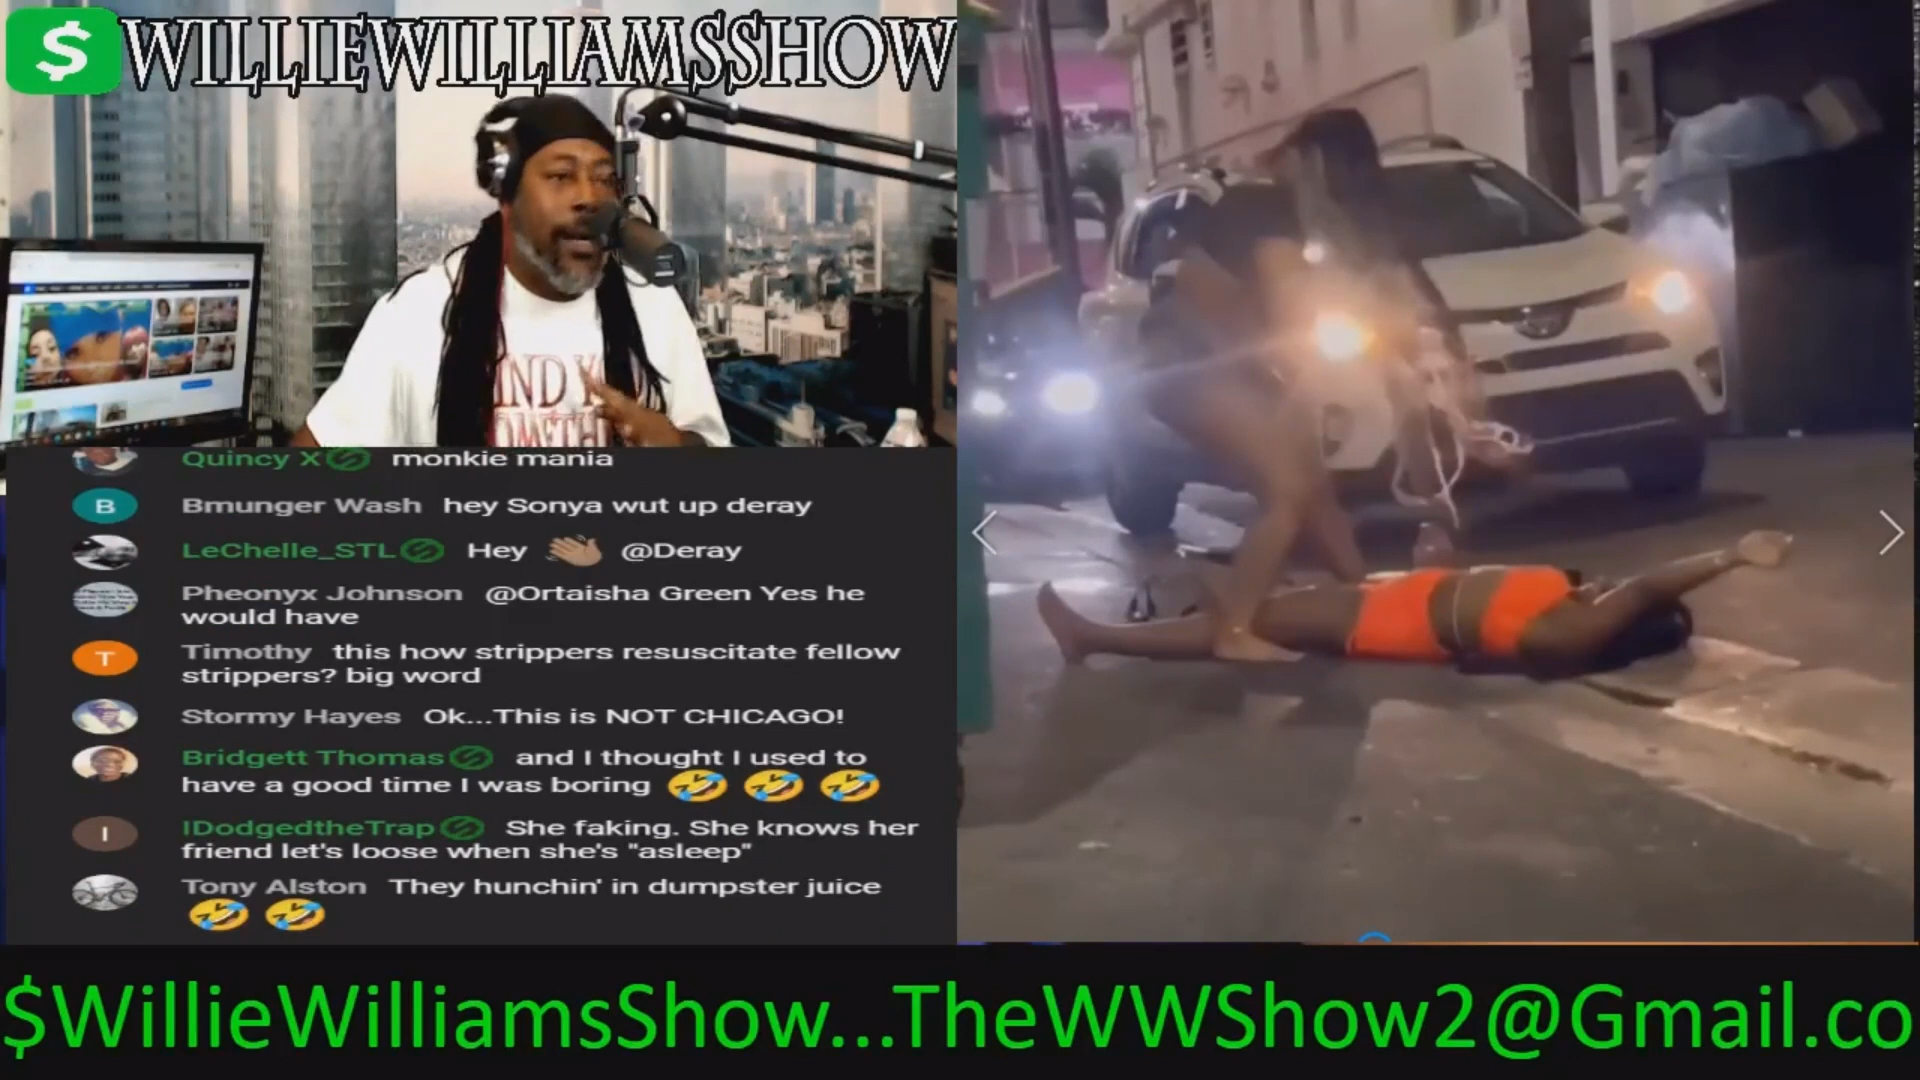 $ WILLIEWILLIAMSSHOW
Quincy X monkie mania
B Bmunger Wash hey Sonya wut up deray
LeChelle_STL Hey 👋🏽 @Deray
Pheonyx Johnson @Ortaisha Green Yes he
would have
T Timothy this how strippers resuscitate fellow
strippers? big word
Stormy Hayes Ok...This is NOT CHICAGO!
Bridgett Thomas and I thought I used to
have a good time I was boring 🤣 🤣 🤣
I IDodgedtheTrap She faking. She knows her
friend let's loose when she's "asleep"
Tony Alston They hunchin' in dumpster juice
🤣 🤣
$WillieWilliamsShow...TheWWShow2@Gmail.co